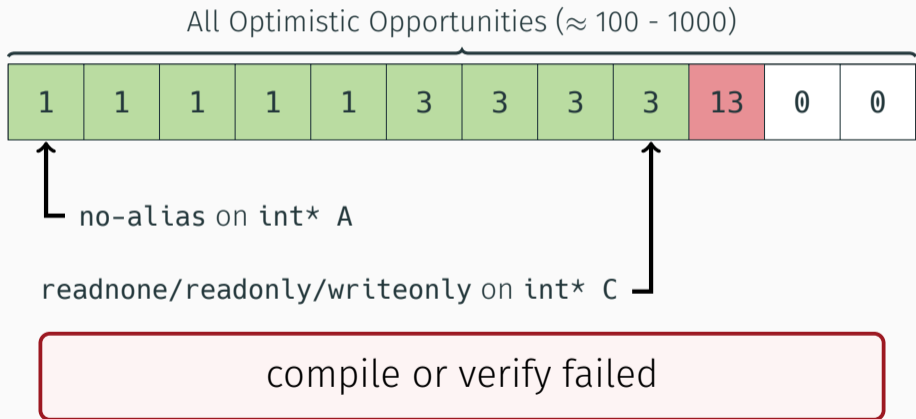 All Optimistic Opportunities (≈ 100 - 1000)
1 1 1 1 1 3 3 3 3 13 0 0
no-alias on int* A
readnone/readonly/writeonly on int* C
compile or verify failed